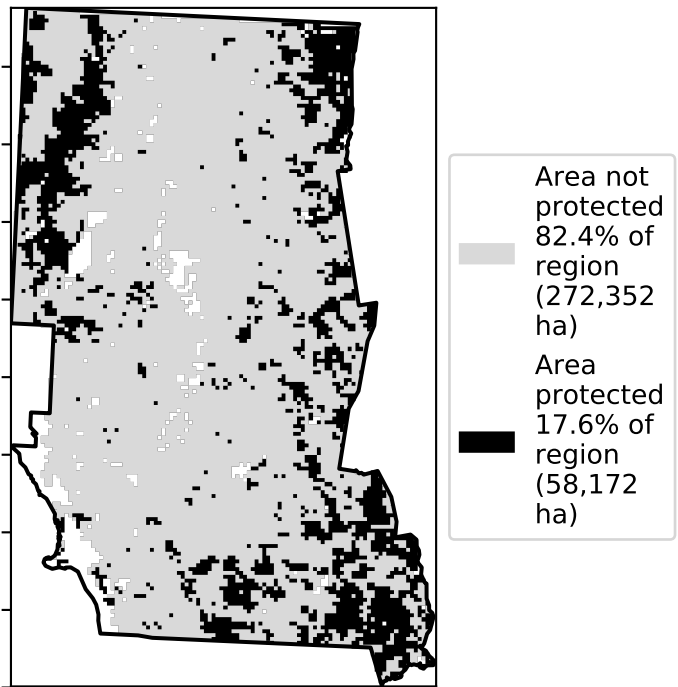 Area not
protected
82.4% of
region
(272,352
ha)
Area
protected
17.6% of
region
(58,172
ha)